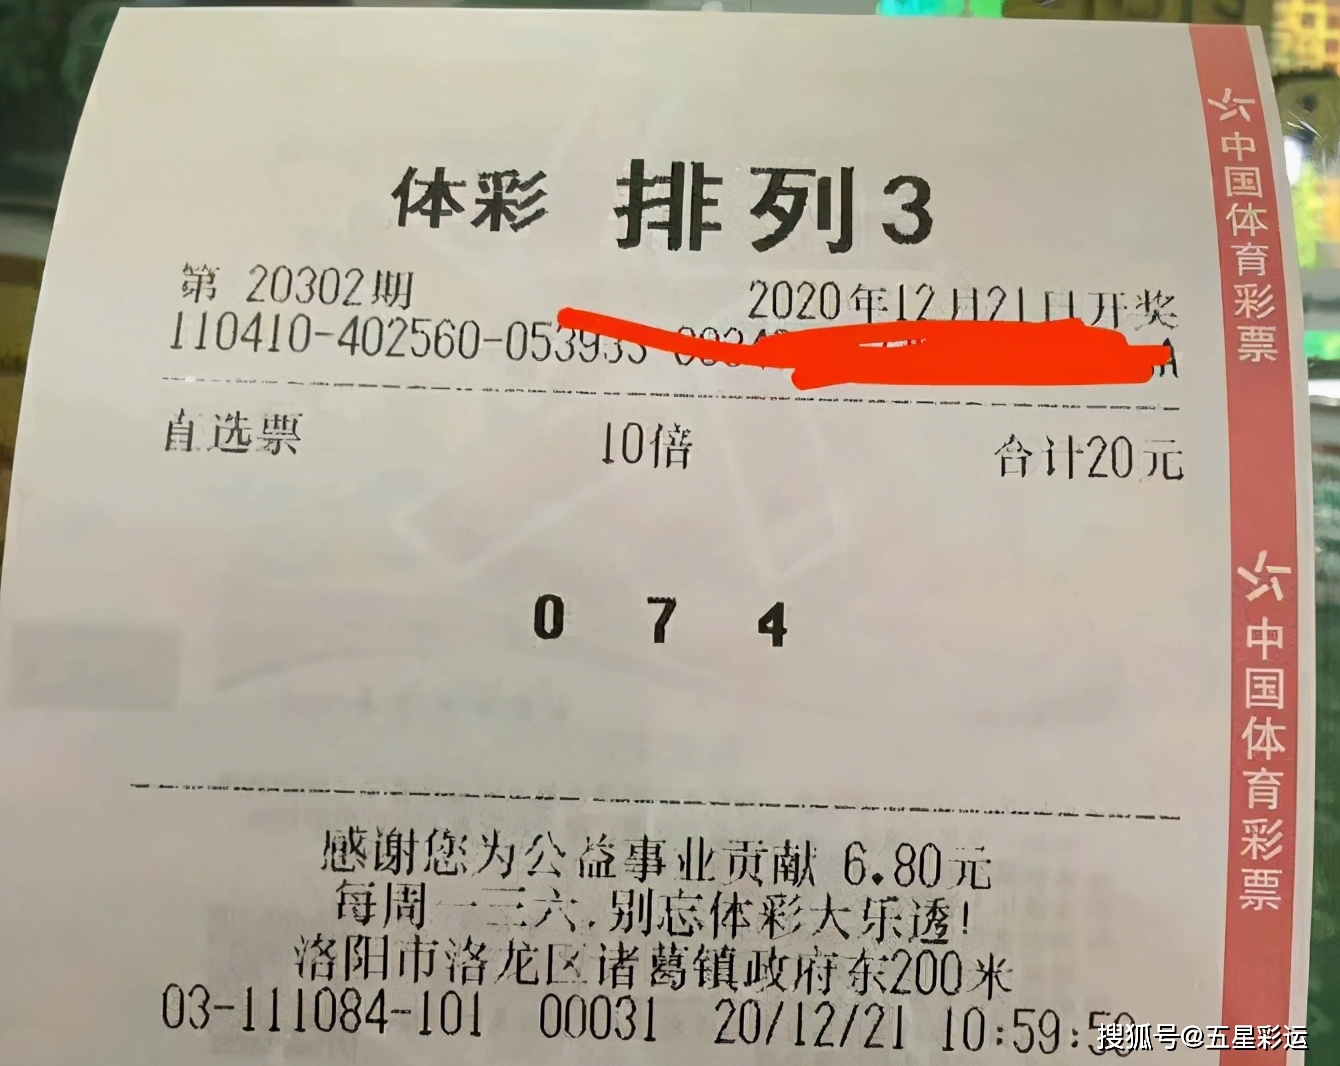 体彩 排列3
第 20302期 2020年12月21日开奖
110410-402560-053933
直选票 10倍 合计20元
0 7 4
感谢您为公益事业贡献 6.80元
每周一三六,别忘体彩大乐透!
洛阳市洛龙区诸葛镇政府东200米
03-111084-101 00031 20/12/21 10:59:5
中国体育彩票
中国体育彩票
搜狐号@五星彩运